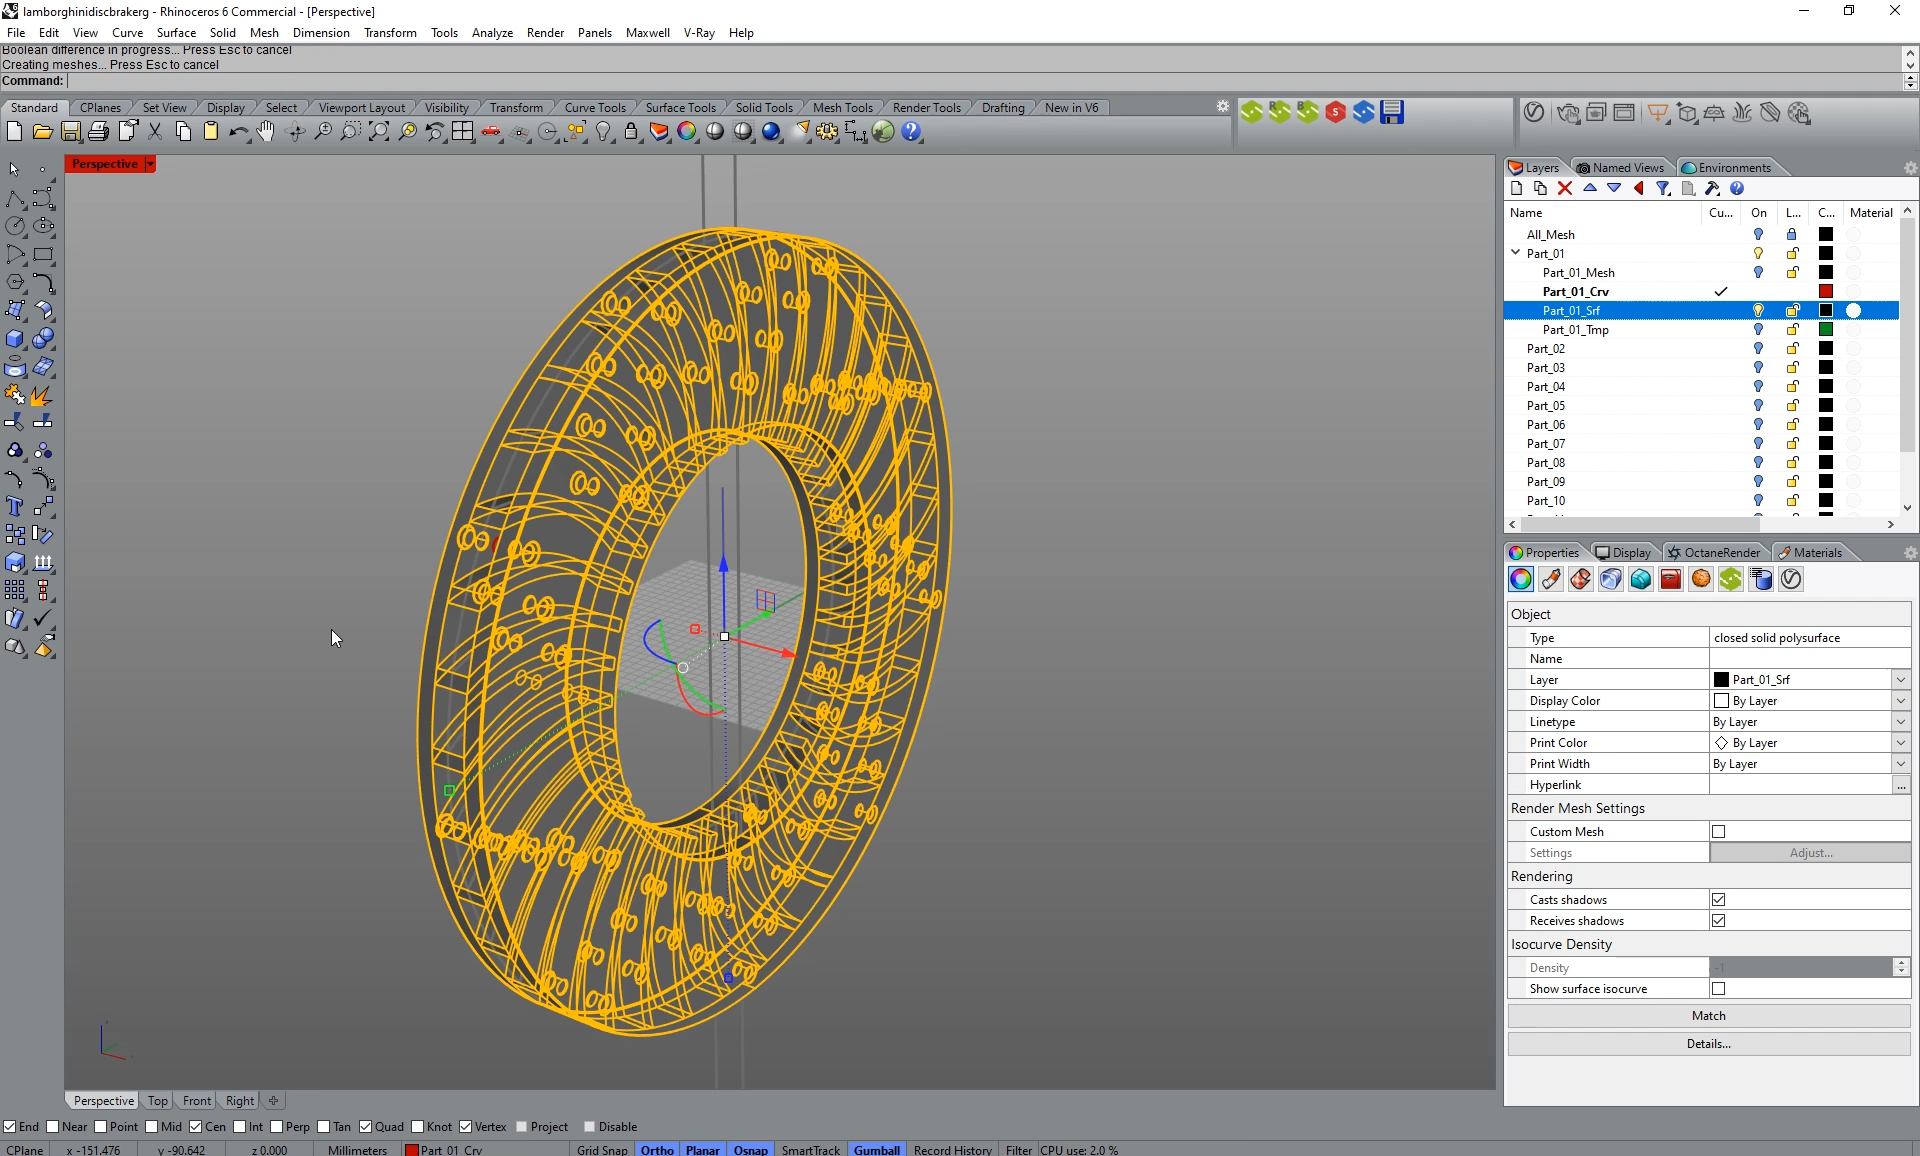 lamborghinidiscbrakerg - Rhinoceros 6 Commercial - [Perspective]
File Edit View Curve Surface Solid Mesh Dimension Transform Tools Analyze Render Panels Maxwell V-Ray Help
Boolean difference in progress... Press Esc to cancel
Creating meshes... Press Esc to cancel
Command:
Standard CPlanes Set View Display Select Viewport Layout Visibility Transform Curve Tools Surface Tools Solid Tools Mesh Tools Render Tools Drafting New in V6
Perspective
Layers Named Views Environments
Name Cu... On L... C... Material
All_Mesh
Part_01
Part_01_Mesh
Part_01_Crv
Part_01_Srf
Part_01_Tmp
Part_02
Part_03
Part_04
Part_05
Part_06
Part_07
Part_08
Part_09
Part_10
Properties Display OctaneRender Materials
Object
Type closed solid polysurface
Name
Layer Part_01_Srf
Display Color By Layer
Linetype By Layer
Print Color By Layer
Print Width By Layer
Hyperlink ...
Render Mesh Settings
Custom Mesh
Settings Adjust...
Rendering
Casts shadows
Receives shadows
Isocurve Density
Density -1
Show surface isocurve
Match
Details...
Perspective Top Front Right
End Near Point Mid Cen Int Perp Tan Quad Knot Vertex Project Disable
CPlane x -151.476 y -90.642 z 0.000 Millimeters Part_01_Crv Grid Snap Ortho Planar Osnap SmartTrack Gumball Record History Filter CPU use: 2.0 %